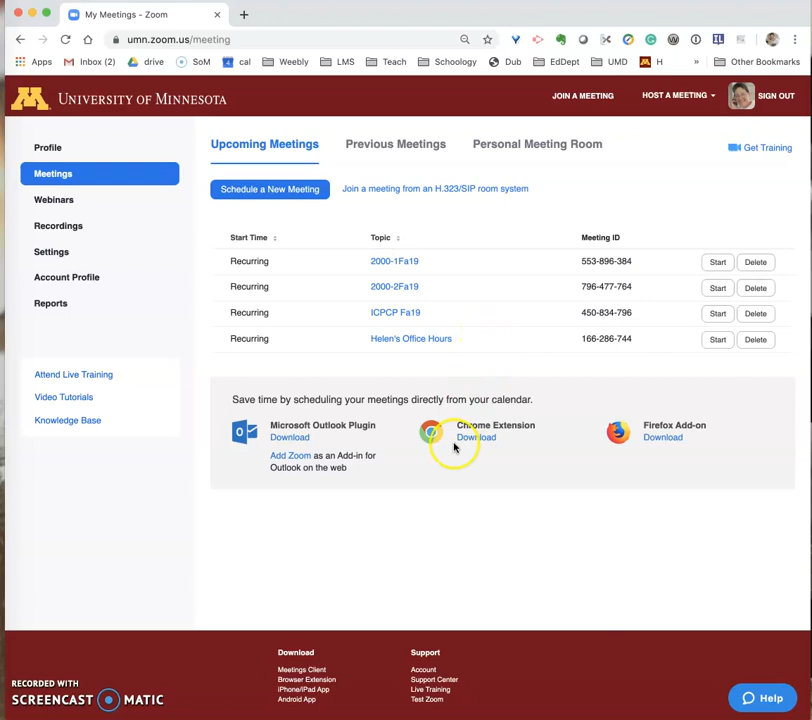 My Meetings - Zoom
umn.zoom.us/meeting
Apps Inbox (2) drive SoM cal Weebly LMS Teach Schoology Dub EdDept UMD H » Other Bookmarks
M UNIVERSITY OF MINNESOTA
JOIN A MEETING HOST A MEETING SIGN OUT
Profile
Meetings
Webinars
Recordings
Settings
Account Profile
Reports
Attend Live Training
Video Tutorials
Knowledge Base
Upcoming Meetings Previous Meetings Personal Meeting Room
Get Training
Schedule a New Meeting Join a meeting from an H.323/SIP room system
Start Time Topic Meeting ID
Recurring 2000-1Fa19 553-896-384 Start Delete
Recurring 2000-2Fa19 796-477-764 Start Delete
Recurring ICPCP Fa19 450-834-796 Start Delete
Recurring Helen's Office Hours 166-286-744 Start Delete
Save time by scheduling your meetings directly from your calendar.
Microsoft Outlook Plugin
Download
Add Zoom as an Add-in for
Outlook on the web
Chrome Extension
Download
Firefox Add-on
Download
Download
Meetings Client
Browser Extension
iPhone/iPad App
Android App
Support
Account
Support Center
Live Training
Test Zoom
RECORDED WITH
SCREENCAST MATIC
Help